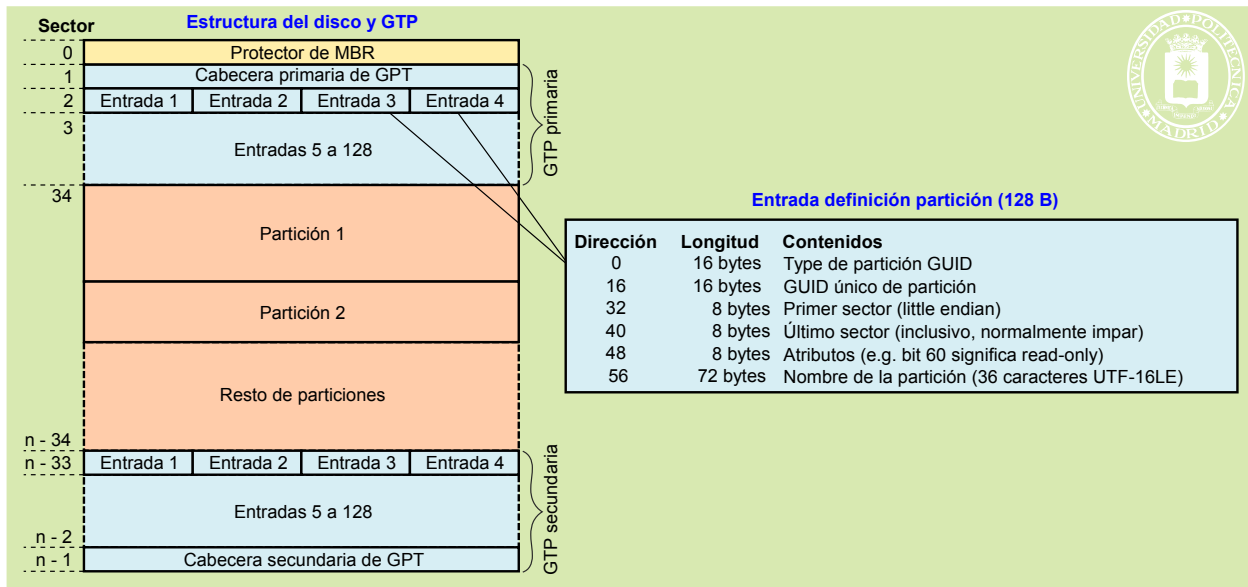 Estructura del disco y GTP
Sector
0 Protector de MBR
1 Cabecera primaria de GPT
2 Entrada 1 Entrada 2 Entrada 3 Entrada 4
3
Entradas 5 a 128
GTP primaria
34
Partición 1
Partición 2
Resto de particiones
n - 34
n - 33 Entrada 1 Entrada 2 Entrada 3 Entrada 4
Entradas 5 a 128
n - 2
n - 1 Cabecera secundaria de GPT
GTP secundaria
UNIVERSIDAD POLITECNICA
MADRID
Entrada definición partición (128 B)
Dirección Longitud Contenidos
0 16 bytes Type de partición GUID
16 16 bytes GUID único de partición
32 8 bytes Primer sector (little endian)
40 8 bytes Último sector (inclusivo, normalmente impar)
48 8 bytes Atributos (e.g. bit 60 significa read-only)
56 72 bytes Nombre de la partición (36 caracteres UTF-16LE)